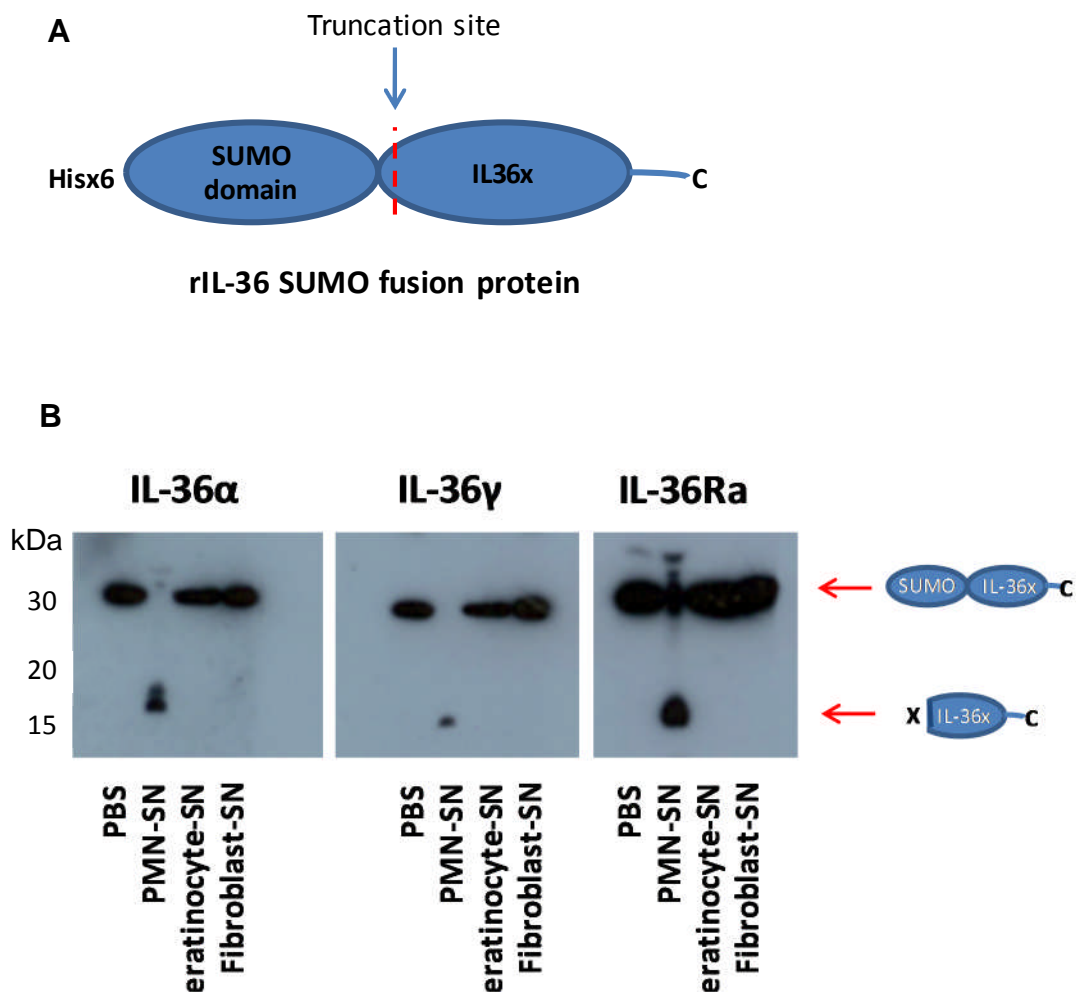 A
Truncation site
Hisx6
SUMO
domain
IL36x
C
rIL-36 SUMO fusion protein
B
IL-36α
IL-36γ
IL-36Ra
kDa
30
20
15
SUMO
IL-36x
C
X
IL-36x
C
PBS
PMN-SN
eratinocyte-SN
Fibroblast-SN
PBS
PMN-SN
eratinocyte-SN
Fibroblast-SN
PBS
PMN-SN
eratinocyte-SN
Fibroblast-SN